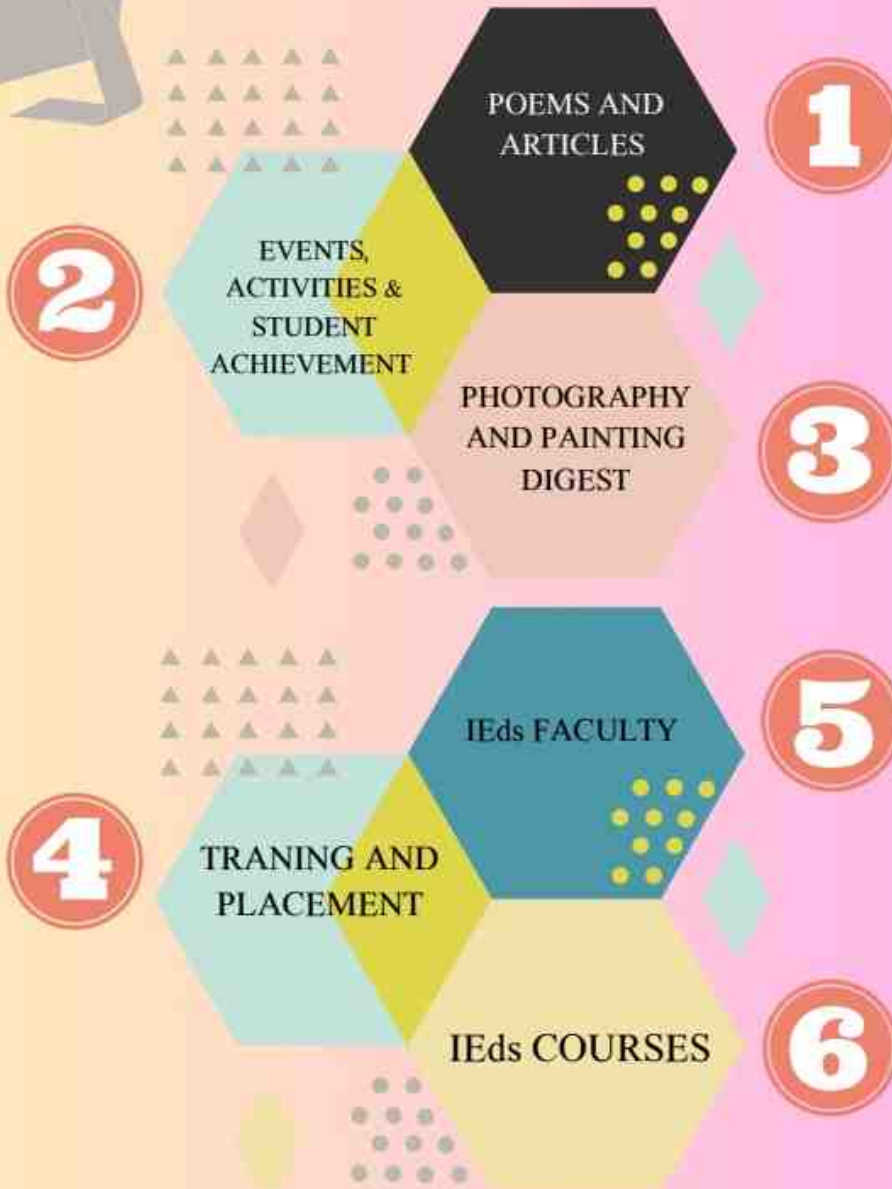 POEMS AND
ARTICLES
1
2
EVENTS,
ACTIVITIES &
STUDENT
ACHIEVEMENT
PHOTOGRAPHY
AND PAINTING
DIGEST
3
IEds FACULTY
5
4
TRANING AND
PLACEMENT
IEds COURSES
6